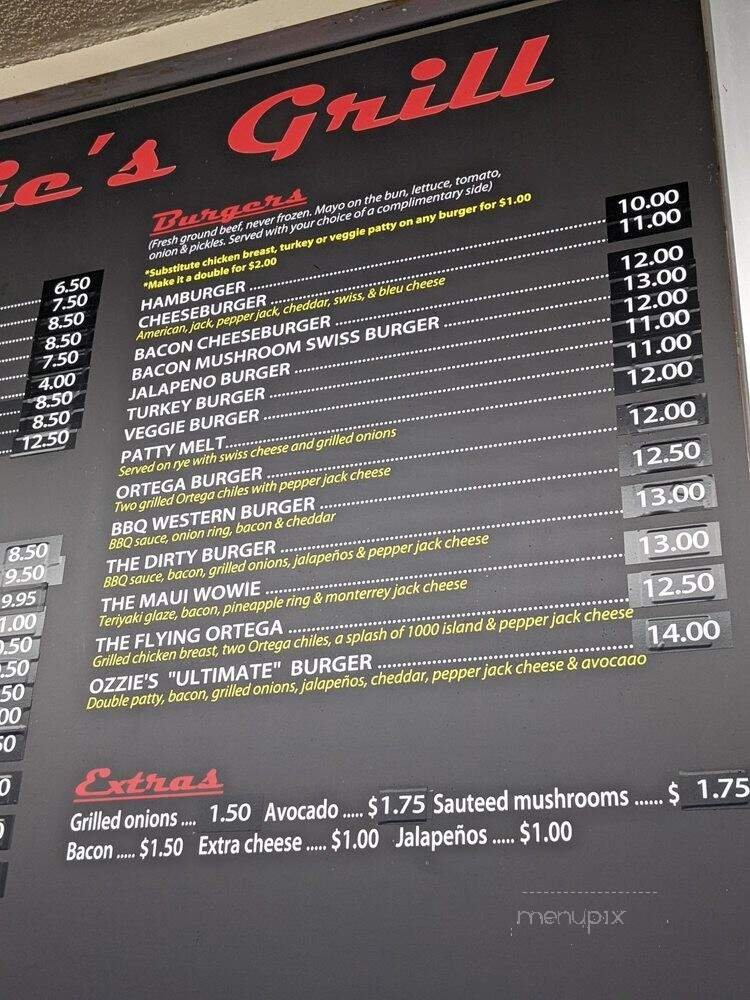 ie's Grill
Burgers
(Fresh ground beef, never frozen. Mayo on the bun, lettuce, tomato,
onion & pickles. Served with your choice of a complimentary side)
*Substitute chicken breast, turkey or veggie patty on any burger for $1.00
*Make it a double for $2.00
HAMBURGER ........ 10.00
CHEESEBURGER ........ 11.00
American, jack, pepper jack, cheddar, swiss, & bleu cheese
BACON CHEESEBURGER ........ 12.00
BACON MUSHROOM SWISS BURGER ........ 13.00
JALAPENO BURGER ........ 12.00
TURKEY BURGER ........ 11.00
VEGGIE BURGER ........ 11.00
PATTY MELT ........ 12.00
Served on rye with swiss cheese and grilled onions
ORTEGA BURGER ........ 12.00
Two grilled Ortega chiles with pepper jack cheese
BBQ WESTERN BURGER ........ 12.50
BBQ sauce, onion ring, bacon & cheddar
THE DIRTY BURGER ........ 13.00
BBQ sauce, bacon, grilled onions, jalapeños & pepper jack cheese
THE MAUI WOWIE ........ 13.00
Teriyaki glaze, bacon, pineapple ring & monterrey jack cheese
THE FLYING ORTEGA ........ 12.50
Grilled chicken breast, two Ortega chiles, a splash of 1000 island & pepper jack cheese
OZZIE'S "ULTIMATE" BURGER ........ 14.00
Double patty, bacon, grilled onions, jalapeños, cheddar, pepper jack cheese & avocado
6.50
7.50
8.50
8.50
7.50
4.00
8.50
8.50
12.50
8.50
9.50
9.95
1.00
.50
.50
50
00
50
0
Extras
Grilled onions .... 1.50 Avocado ..... $1.75 Sauteed mushrooms ...... $ 1.75
Bacon ..... $1.50 Extra cheese ..... $1.00 Jalapeños ..... $1.00
menupix